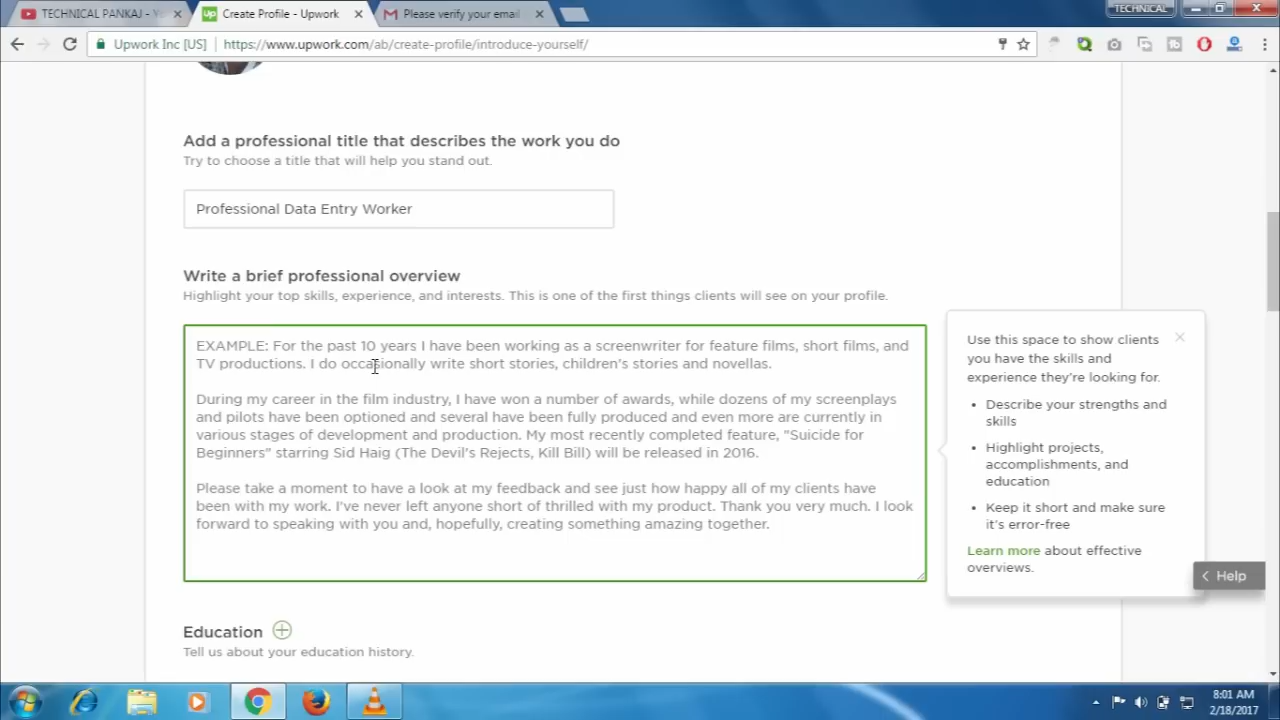 TECHNICAL PANKAJ - Y
Create Profile - Upwork
Please verify your email
TECHNICAL
Upwork Inc [US]
https://www.upwork.com/ab/create-profile/introduce-yourself/
Add a professional title that describes the work you do
Try to choose a title that will help you stand out.
Professional Data Entry Worker
Write a brief professional overview
Highlight your top skills, experience, and interests. This is one of the first things clients will see on your profile.
EXAMPLE: For the past 10 years I have been working as a screenwriter for feature films, short films, and
TV productions. I do occasionally write short stories, children's stories and novellas.
During my career in the film industry, I have won a number of awards, while dozens of my screenplays
and pilots have been optioned and several have been fully produced and even more are currently in
various stages of development and production. My most recently completed feature, "Suicide for
Beginners" starring Sid Haig (The Devil's Rejects, Kill Bill) will be released in 2016.
Please take a moment to have a look at my feedback and see just how happy all of my clients have
been with my work. I've never left anyone short of thrilled with my product. Thank you very much. I look
forward to speaking with you and, hopefully, creating something amazing together.
Use this space to show clients
you have the skills and
experience they're looking for.
• Describe your strengths and
skills
• Highlight projects,
accomplishments, and
education
• Keep it short and make sure
it's error-free
Learn more about effective
overviews.
Help
Education
Tell us about your education history.
8:01 AM
2/18/2017